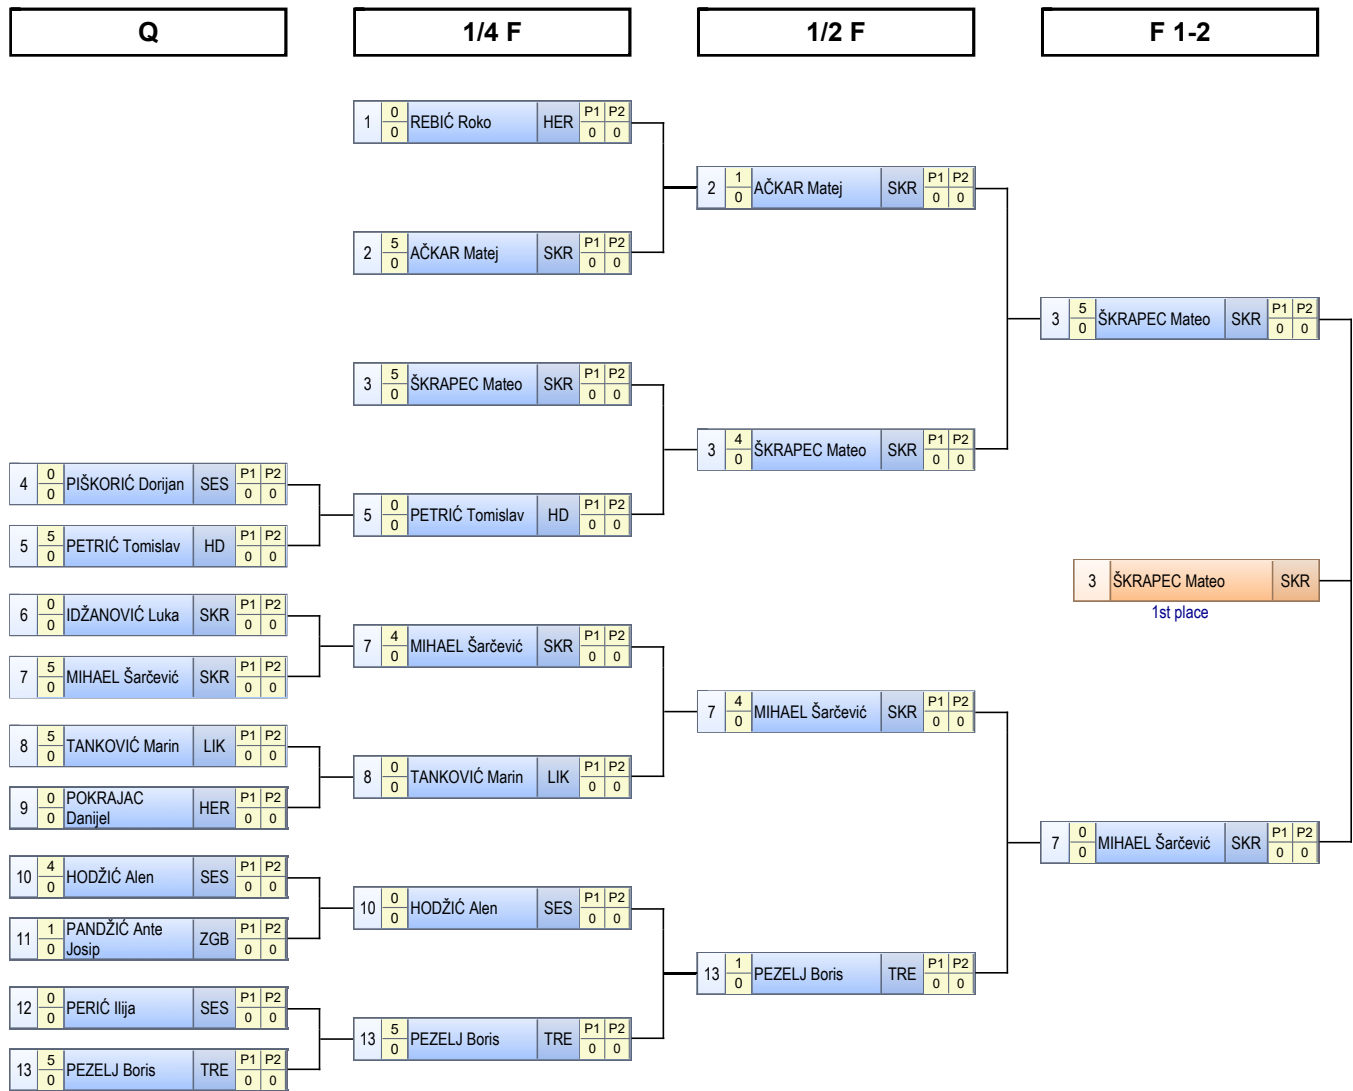 Q
1/4 F
1/2 F
F 1-2
1 0 0 REBIĆ Roko HER P1 P2 0 0
2 5 0 AČKAR Matej SKR P1 P2 0 0
3 5 0 ŠKRAPEC Mateo SKR P1 P2 0 0
4 0 0 PIŠKORIĆ Dorijan SES P1 P2 0 0
5 5 0 PETRIĆ Tomislav HD P1 P2 0 0
5 0 0 PETRIĆ Tomislav HD P1 P2 0 0
6 0 0 IDŽANOVIĆ Luka SKR P1 P2 0 0
7 5 0 MIHAEL Šarčević SKR P1 P2 0 0
7 4 0 MIHAEL Šarčević SKR P1 P2 0 0
8 5 0 TANKOVIĆ Marin LIK P1 P2 0 0
9 0 0 POKRAJAC
Danijel HER P1 P2 0 0
8 0 0 TANKOVIĆ Marin LIK P1 P2 0 0
10 4 0 HODŽIĆ Alen SES P1 P2 0 0
11 1 0 PANDŽIĆ Ante
Josip ZGB P1 P2 0 0
10 0 0 HODŽIĆ Alen SES P1 P2 0 0
12 0 0 PERIĆ Ilija SES P1 P2 0 0
13 5 0 PEZELJ Boris TRE P1 P2 0 0
13 5 0 PEZELJ Boris TRE P1 P2 0 0
2 1 0 AČKAR Matej SKR P1 P2 0 0
3 4 0 ŠKRAPEC Mateo SKR P1 P2 0 0
7 4 0 MIHAEL Šarčević SKR P1 P2 0 0
13 1 0 PEZELJ Boris TRE P1 P2 0 0
3 5 0 ŠKRAPEC Mateo SKR P1 P2 0 0
3 ŠKRAPEC Mateo SKR
1st place
7 0 0 MIHAEL Šarčević SKR P1 P2 0 0